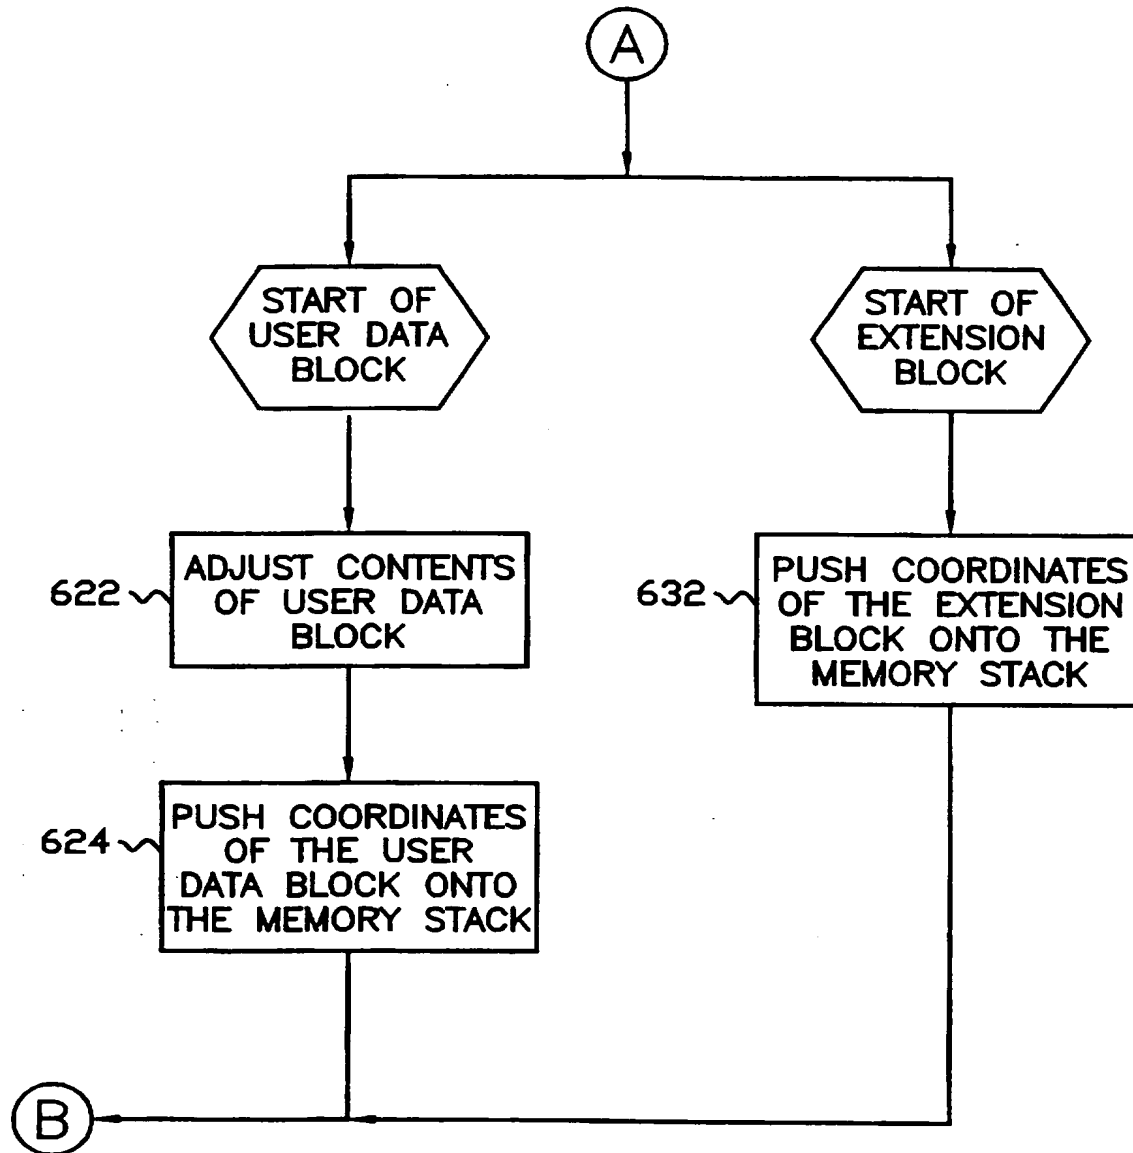 A
START OF
USER DATA
BLOCK
START OF
EXTENSION
BLOCK
622
ADJUST CONTENTS
OF USER DATA
BLOCK
632
PUSH COORDINATES
OF THE EXTENSION
BLOCK ONTO THE
MEMORY STACK
624
PUSH COORDINATES
OF THE USER
DATA BLOCK ONTO
THE MEMORY STACK
B